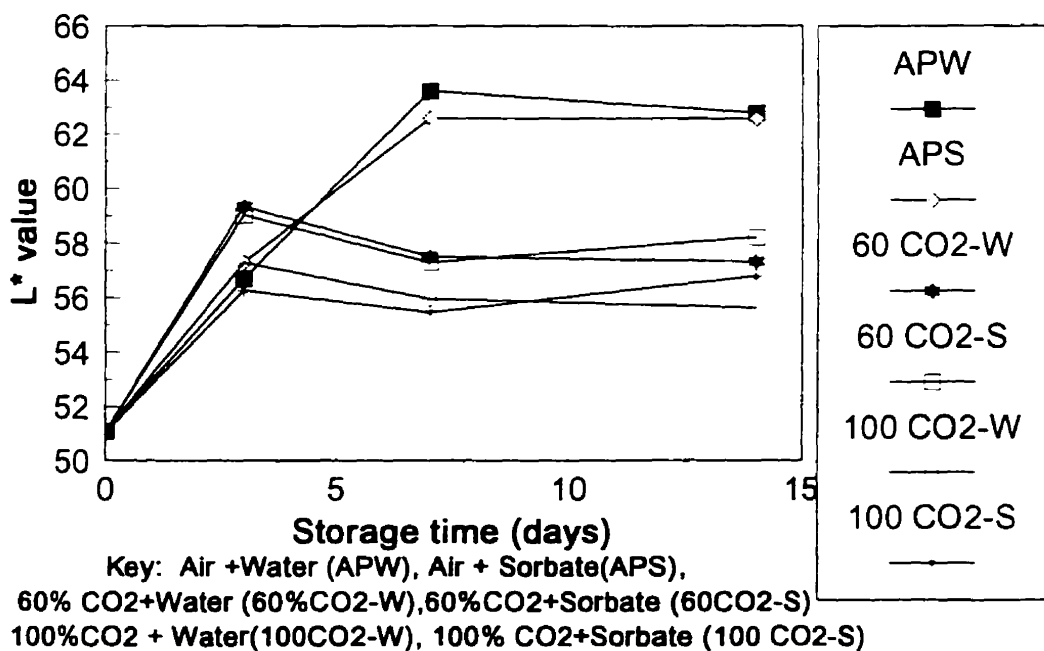 66
64
62
60
58
56
54
52
50
L* value
0
5
10
15
Storage time (days)
APW
APS
60 CO2-W
60 CO2-S
100 CO2-W
100 CO2-S
Key: Air +Water (APW), Air + Sorbate(APS),
60% CO2+Water (60%CO2-W),60%CO2+Sorbate (60CO2-S)
100%CO2 + Water(100CO2-W), 100% CO2+Sorbate (100 CO2-S)